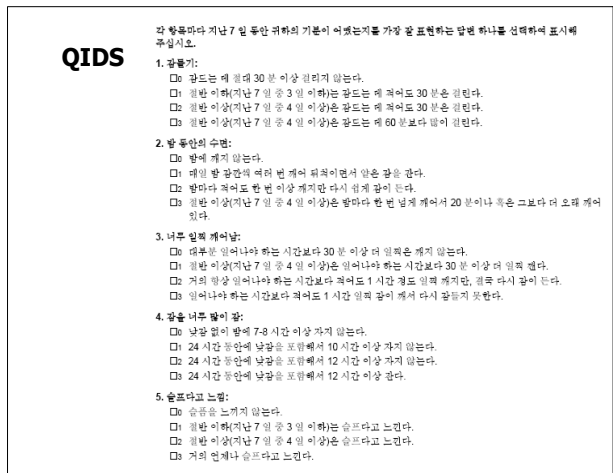 각 항목마다 지난 7 일 동안 귀하의 기분이 어땠는지를 가장 잘 표현하는 답변 하나를 선택하여 표시해
주십시오.
QIDS
1. 잠들기:
□0 잠드는 데 절대 30 분 이상 걸리지 않는다.
□1 절반 이하(지난 7 일 중 3 일 이하)는 잠드는 데 적어도 30 분은 걸린다.
□2 절반 이상(지난 7 일 중 4 일 이상)은 잠드는 데 적어도 30 분은 걸린다.
□3 절반 이상(지난 7 일 중 4 일 이상)은 잠드는 데 60 분보다 많이 걸린다.
2. 밤 동안의 수면:
□0 밤에 깨지 않는다.
□1 매일 밤 잠깐씩 여러 번 깨어 뒤척이면서 얕은 잠을 잔다.
□2 밤마다 적어도 한 번 이상 깨지만 다시 쉽게 잠이 든다.
□3 절반 이상(지난 7 일 중 4 일 이상)은 밤마다 한 번 넘게 깨어서 20 분이나 혹은 그보다 더 오래 깨어
있다.
3. 너무 일찍 깨어남:
□0 대부분 일어나야 하는 시간보다 30 분 이상 더 일찍은 깨지 않는다.
□1 절반 이상(지난 7 일 중 4 일 이상)은 일어나야 하는 시간보다 30 분 이상 더 일찍 깬다.
□2 거의 항상 일어나야 하는 시간보다 적어도 1 시간 정도 일찍 깨지만, 결국 다시 잠이 든다.
□3 일어나야 하는 시간보다 적어도 1 시간 일찍 잠이 깨서 다시 잠들지 못한다.
4. 잠을 너무 많이 잠:
□0 낮잠 없이 밤에 7-8 시간 이상 자지 않는다.
□1 24 시간 동안에 낮잠을 포함해서 10 시간 이상 자지 않는다.
□2 24 시간 동안에 낮잠을 포함해서 12 시간 이상 자지 않는다.
□3 24 시간 동안에 낮잠을 포함해서 12 시간 이상 잔다.
5. 슬프다고 느낌:
□0 슬픔을 느끼지 않는다.
□1 절반 이하(지난 7 일 중 3 일 이하)는 슬프다고 느낀다.
□2 절반 이상(지난 7 일 중 4 일 이상)은 슬프다고 느낀다.
□3 거의 언제나 슬프다고 느낀다.